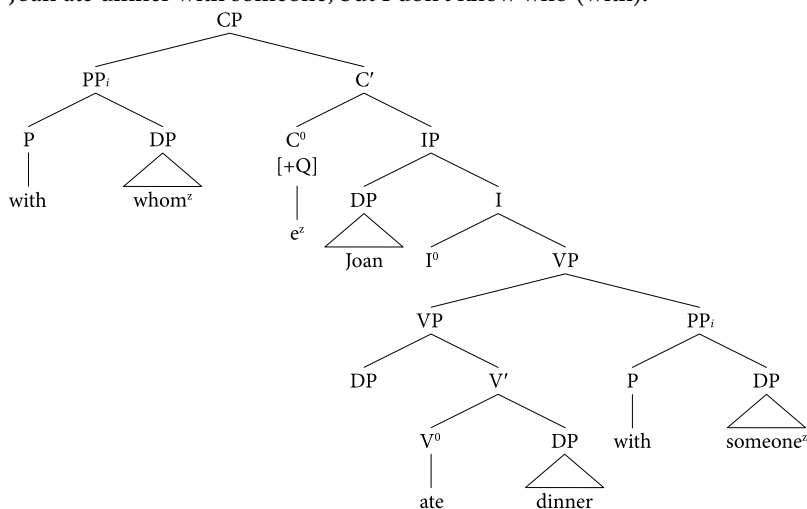 Joan ate dinner with someone, but I don't know who (with).
CP
PPᵢ C′
P DP C⁰ IP
[+Q]
with whomᶻ DP I
eᶻ
Joan I⁰ VP
VP PPᵢ
DP V′ P DP
V⁰ DP with someoneᶻ
ate dinner